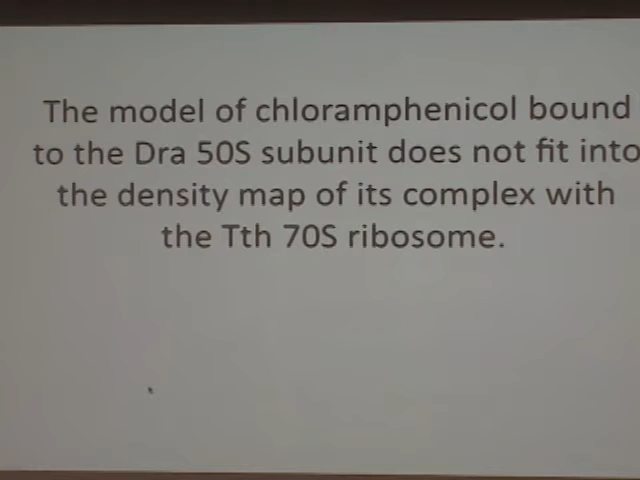 The model of chloramphenicol bound
to the Dra 50S subunit does not fit into
the density map of its complex with
the Tth 70S ribosome.